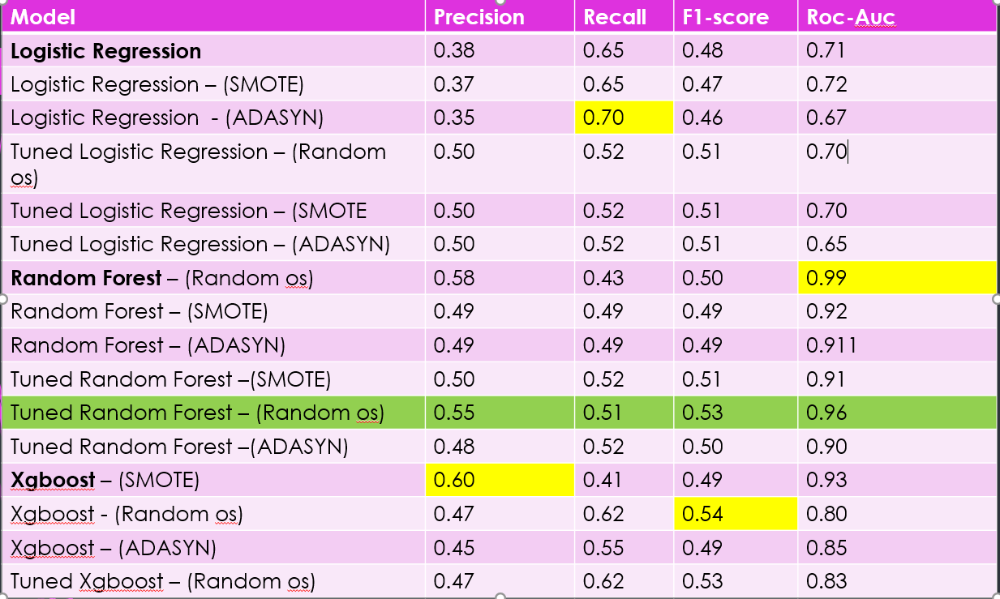 Model Precision Recall F1-score Roc-Auc
Logistic Regression 0.38 0.65 0.48 0.71
Logistic Regression – (SMOTE) 0.37 0.65 0.47 0.72
Logistic Regression - (ADASYN) 0.35 0.70 0.46 0.67
Tuned Logistic Regression – (Random 0.50 0.52 0.51 0.70
os)
Tuned Logistic Regression – (SMOTE 0.50 0.52 0.51 0.70
Tuned Logistic Regression – (ADASYN) 0.50 0.52 0.51 0.65
Random Forest – (Random os) 0.58 0.43 0.50 0.99
Random Forest – (SMOTE) 0.49 0.49 0.49 0.92
Random Forest – (ADASYN) 0.49 0.49 0.49 0.911
Tuned Random Forest –(SMOTE) 0.50 0.52 0.51 0.91
Tuned Random Forest – (Random os) 0.55 0.51 0.53 0.96
Tuned Random Forest –(ADASYN) 0.48 0.52 0.50 0.90
Xgboost – (SMOTE) 0.60 0.41 0.49 0.93
Xgboost - (Random os) 0.47 0.62 0.54 0.80
Xgboost – (ADASYN) 0.45 0.55 0.49 0.85
Tuned Xgboost – (Random os) 0.47 0.62 0.53 0.83